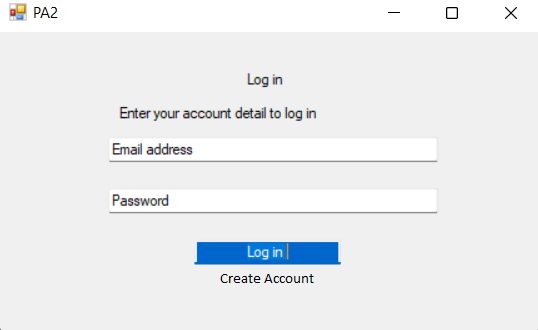 PA2
Log in
Enter your account detail to log in
Email address
Password
Log in
Create Account